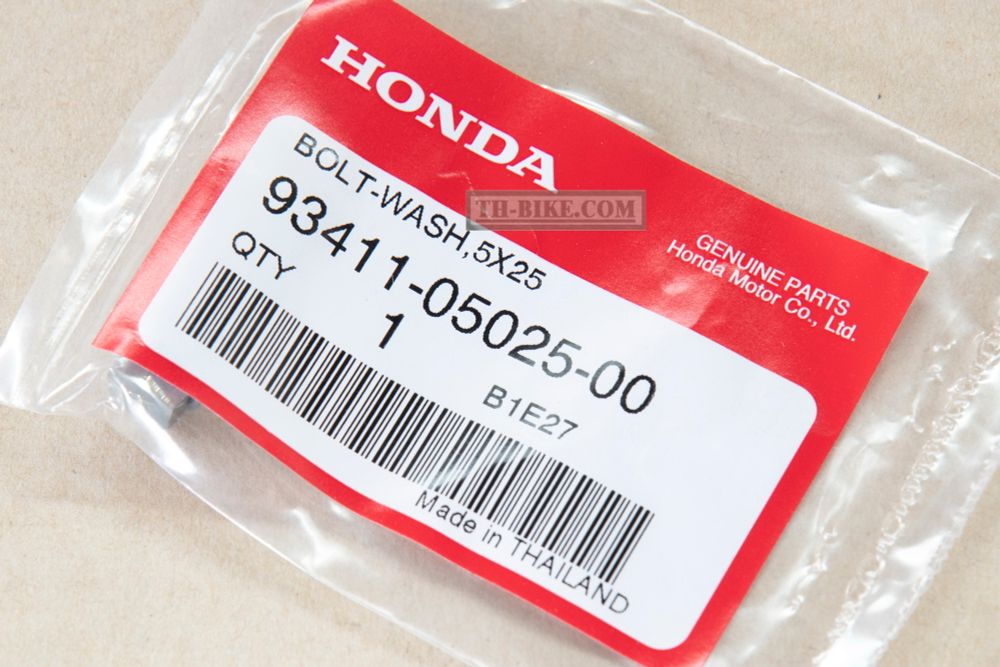 HONDA
TH-BIKE.COM
GENUINE PARTS
Honda Motor Co., Ltd.
BOLT-WASH,5X25
93411-05025-00
QTY 1
B1E27
Made in THAILAND